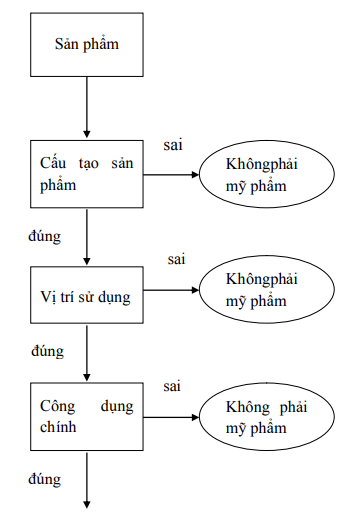 Sản phẩm
sai
Cấu tạo sản
phẩm
Khôngphải
mỹ phẩm
đúng
sai
Vị trí sử dụng
Khôngphải
mỹ phẩm
đúng
sai
Công dụng
chính
Không phải
mỹ phẩm
đúng